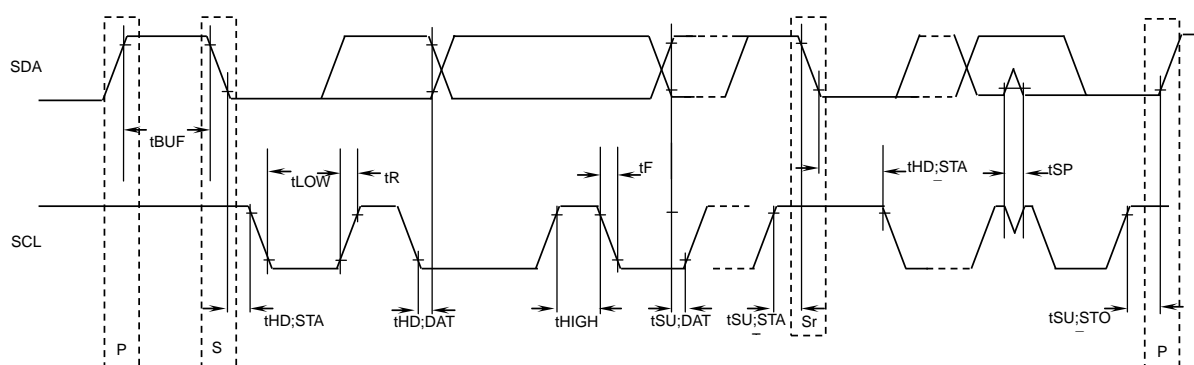 SDA
tBUF
tLOW
tR
tF
tHD;STA
tSP
SCL
tHD;STA
tHD;DAT
tHIGH
tSU;DAT
tSU;STA
Sr
tSU;STO
P
S
P